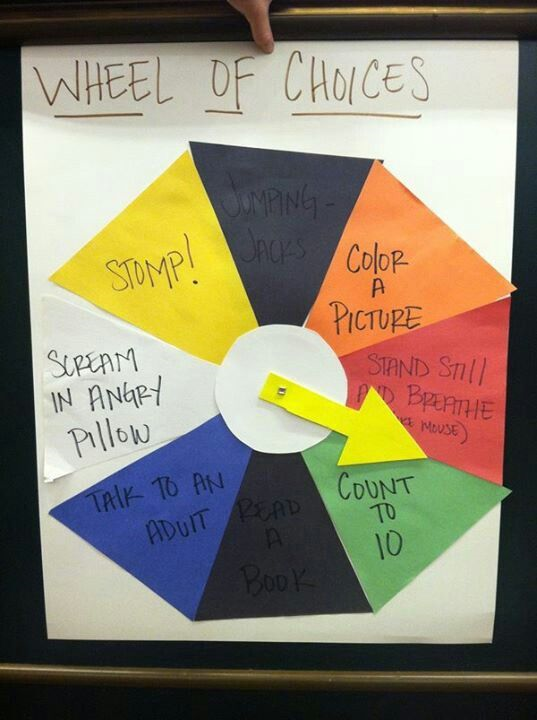 WHEEL OF CHOICES
JUMPING-
JACKS
COLOR
A
PICTURE
STAND STILL
AND BREATHE
MOUSE)
COUNT
TO
10
READ
A
BOOK
TALK TO AN
ADULT
SCREAM
IN ANGRY
PILLOW
STOMP!